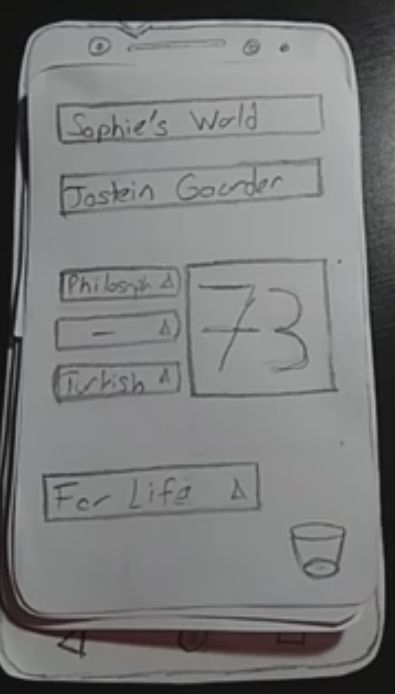 Sophie's World
Jostein Gaarder
Philosoph
-
Turkish
73
For Life